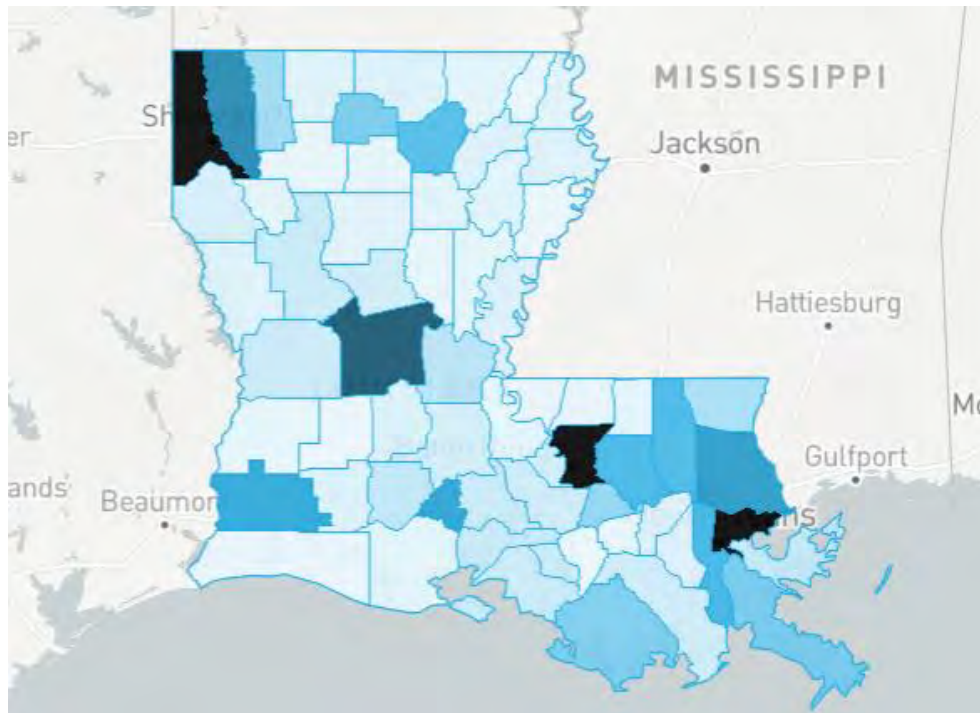 MISSISSIPPI
Sh
er
Jackson
Hattiesburg
Mo
Gulfport
ands
Beaumon
ns